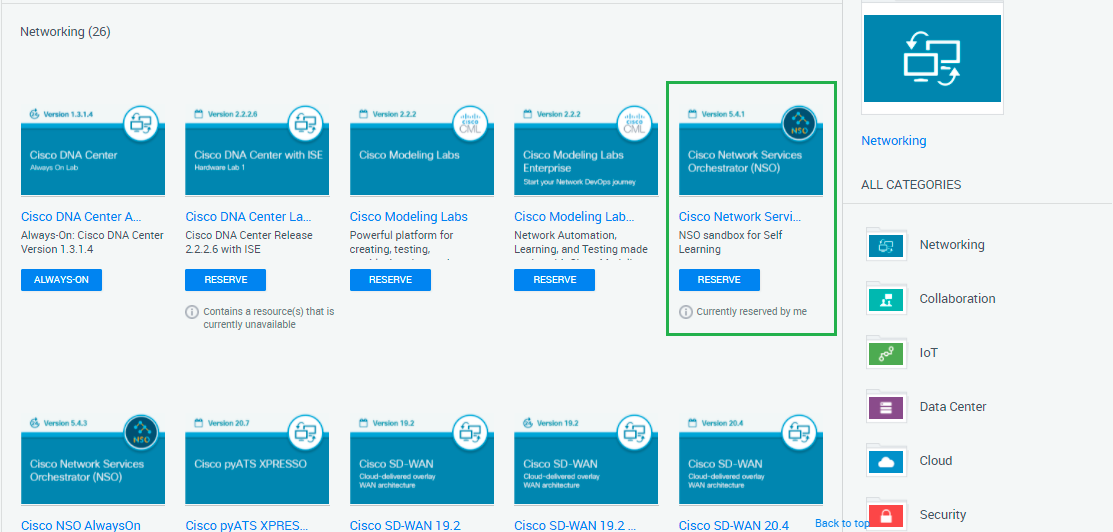 Networking (26)
Version 1.3.1.4
Cisco DNA Center
Always On Lab
Cisco DNA Center A...
Always-On: Cisco DNA Center
Version 1.3.1.4
ALWAYS-ON
Version 2.2.2.6
Cisco DNA Center with ISE
Hardware Lab 1
Cisco DNA Center La...
Cisco DNA Center Release
2.2.2.6 with ISE
RESERVE
Contains a resource(s) that is
currently unavailable
Version 2.2.2
CISCO
CML
Cisco Modeling Labs
Cisco Modeling Labs
Powerful platform for
creating, testing,
RESERVE
Version 2.2.2
CISCO
CML
Cisco Modeling Labs
Enterprise
Start your Network DevOps journey
Cisco Modeling Lab...
Network Automation,
Learning, and Testing made
RESERVE
Version 5.4.1
NSO
Cisco Network Services
Orchestrator (NSO)
Cisco Network Servi...
NSO sandbox for Self
Learning
RESERVE
Currently reserved by me
Version 5.4.3
NSO
Cisco Network Services
Orchestrator (NSO)
Cisco NSO AlwaysOn
Version 20.7
Cisco pyATS XPRESSO
Cisco pyATS XPRES...
Version 19.2
Cisco SD-WAN
Cloud-delivered overlay
WAN architecture
Cisco SD-WAN 19.2
Version 19.2
Cisco SD-WAN
Cloud-delivered overlay
WAN architecture
Cisco SD-WAN 19.2 ...
Version 20.4
Cisco SD-WAN
Cloud-delivered overlay
WAN architecture
Cisco SD-WAN 20.4
Back to top
Networking
ALL CATEGORIES
Networking
Collaboration
IoT
Data Center
Cloud
Security